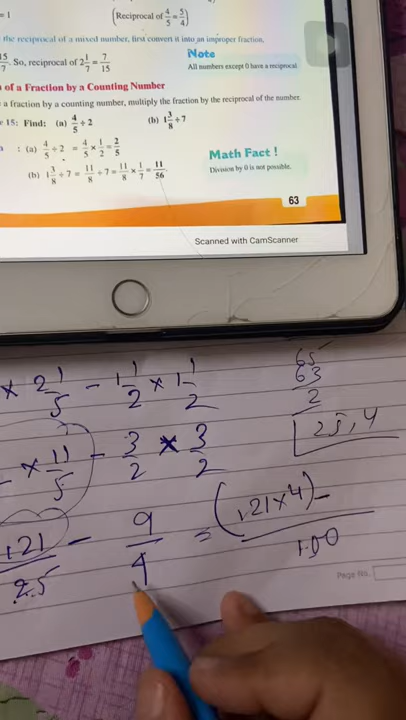 = 1
(Reciprocal of 4/5 = 5/4)
the reciprocal of a mixed number, first convert it into an improper fraction,
15/7. So, reciprocal of 2 1/7 = 7/15
Note
All numbers except 0 have a reciprocal
of a Fraction by a Counting Number
a fraction by a counting number, multiply the fraction by the reciprocal of the number.
e 15: Find: (a) 4/5 ÷ 2 (b) 1 3/8 ÷ 7
: (a) 4/5 ÷ 2 = 4/5 × 1/2 = 2/5
Math Fact !
Division by 0 is not possible.
(b) 1 3/8 ÷ 7 = 11/8 ÷ 7 = 11/8 × 1/7 = 11/56
63
Scanned with CamScanner
× 2 1/5 - 1 1/2 × 1 1/2
65
63
2
25, 4
× 11/5 - 3/2 × 3/2
121/25 - 9/4 = (121×4) -/100
Page No.